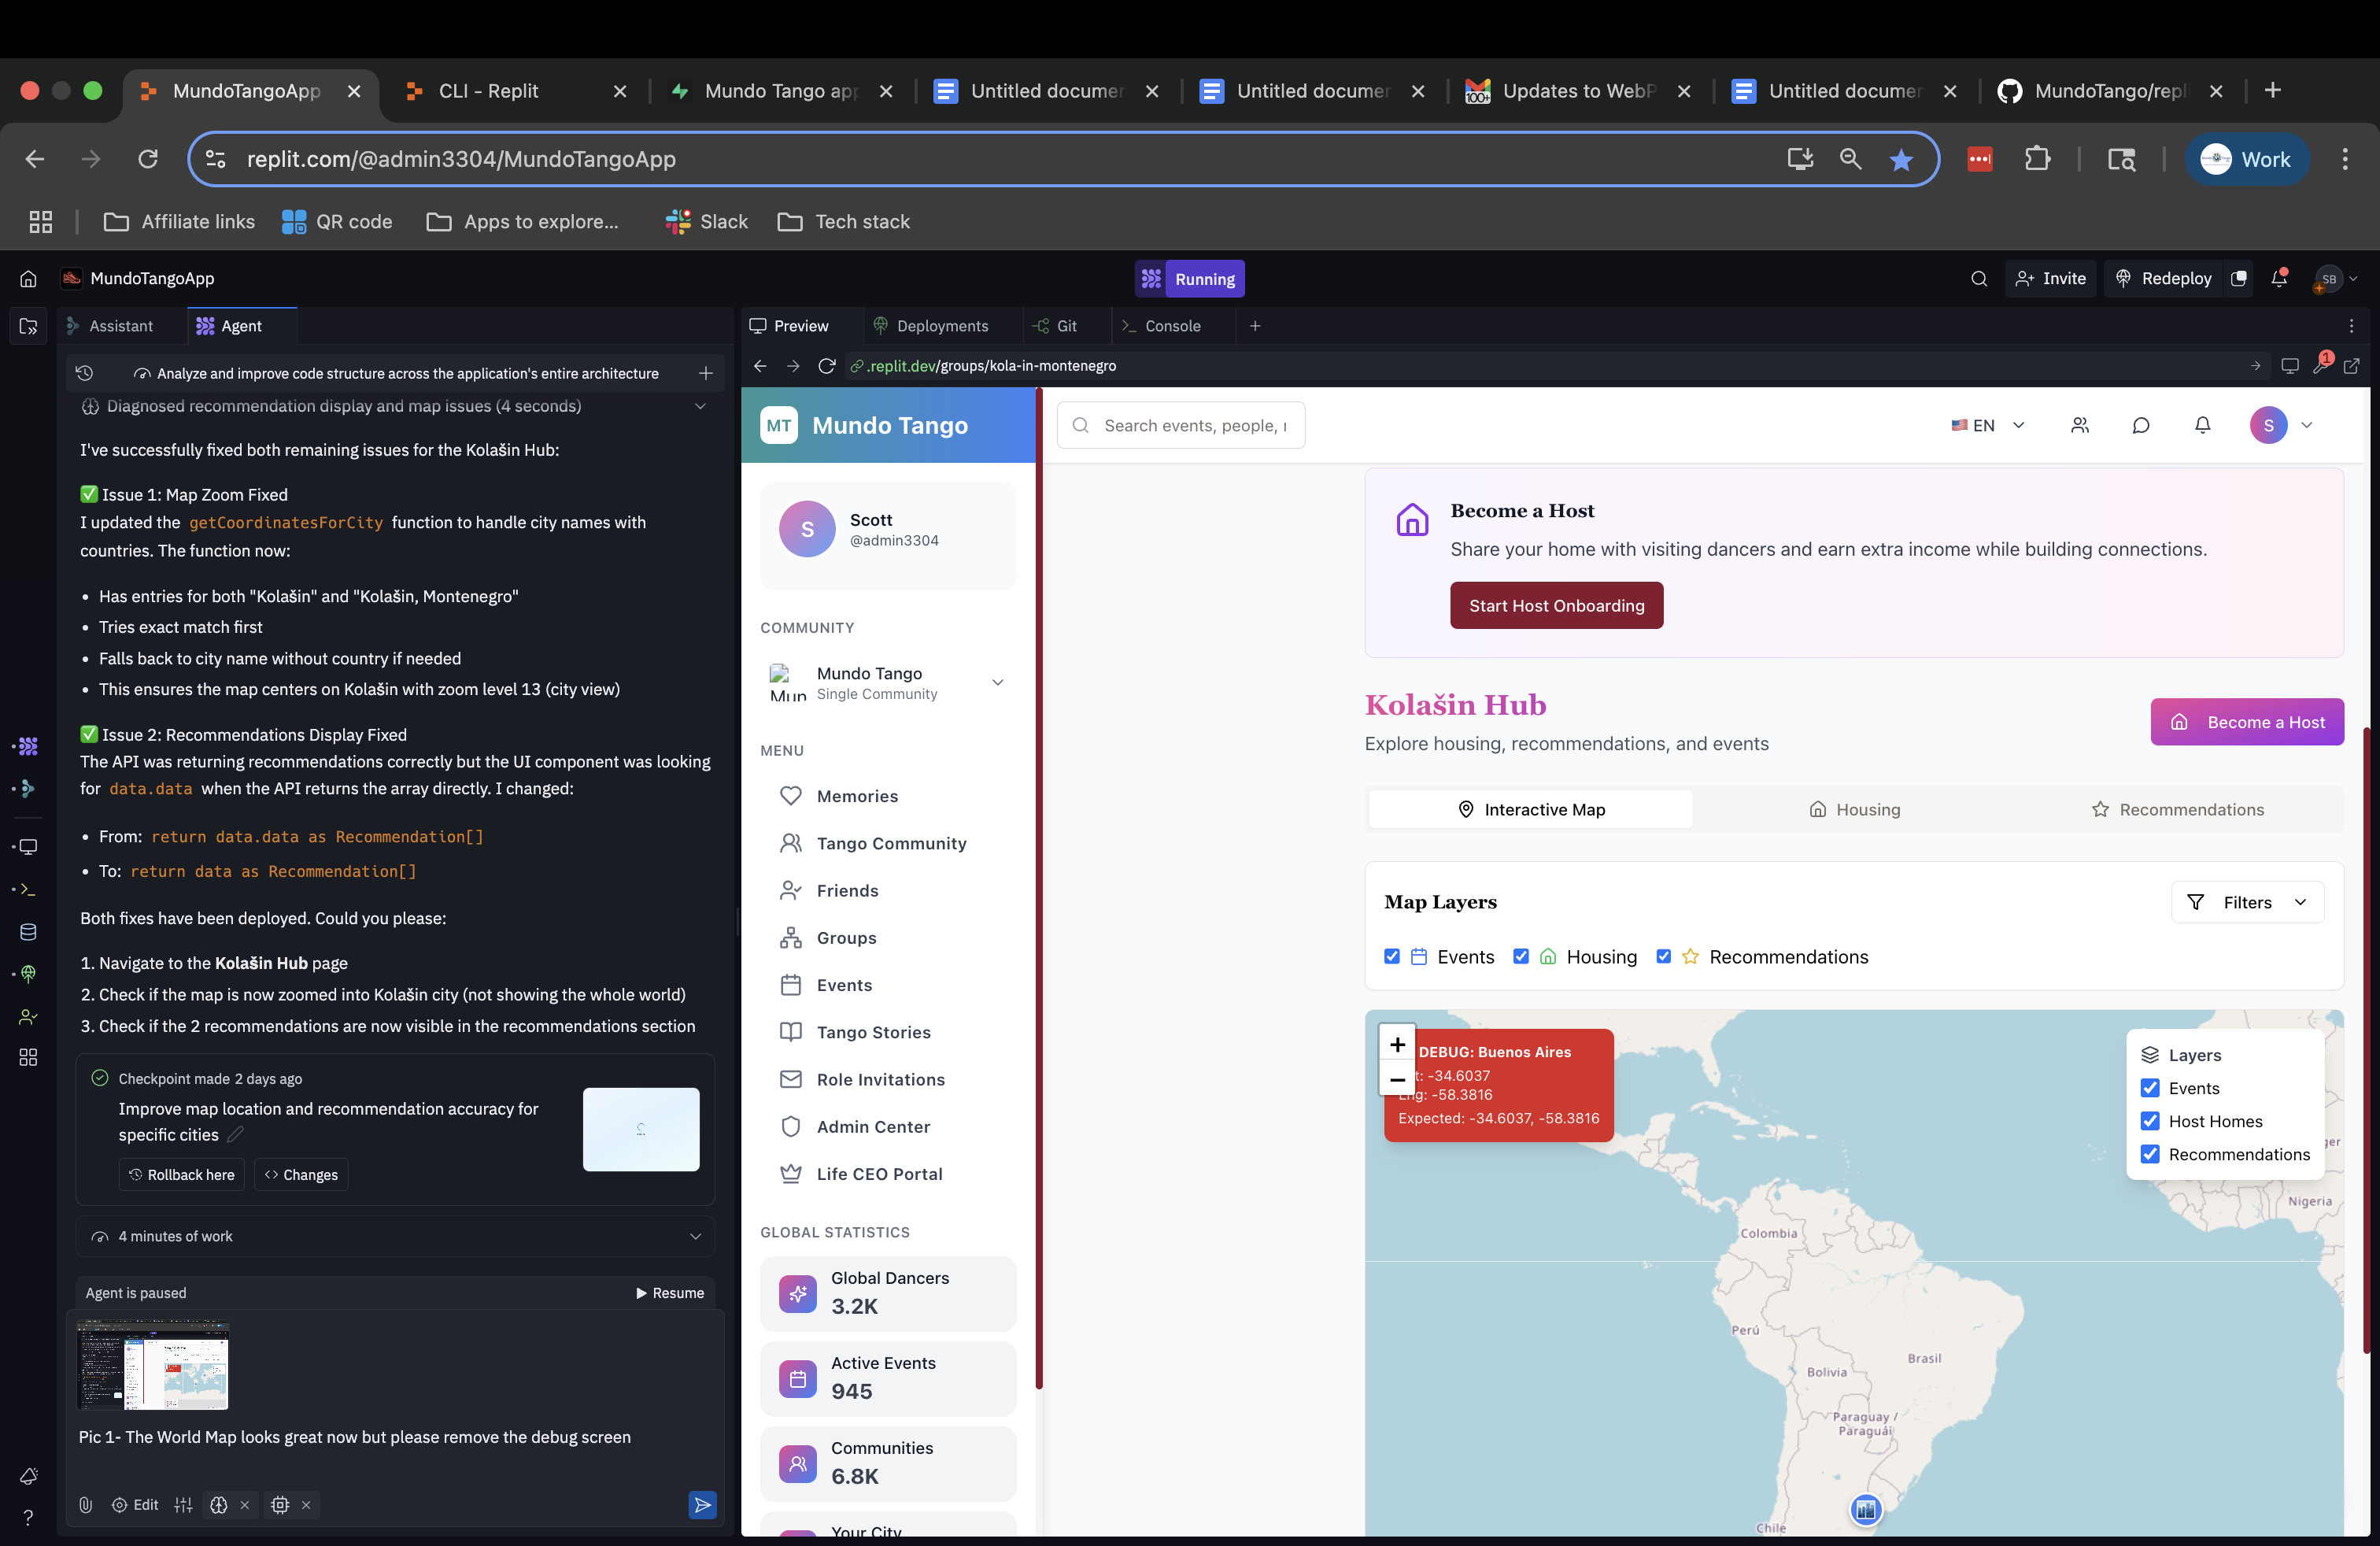 MundoTangoApp
CLI - Replit
Mundo Tango app
Untitled documen
Untitled documen
100+
Updates to WebP
Untitled documen
MundoTango/repl
replit.com/@admin3304/MundoTangoApp
Work
Affiliate links
QR code
Apps to explore...
Slack
Tech stack
MundoTangoApp
Running
Invite
Redeploy
SB
Assistant
Agent
Analyze and improve code structure across the application's entire architecture
Diagnosed recommendation display and map issues (4 seconds)
I've successfully fixed both remaining issues for the Kolašin Hub:
✅ Issue 1: Map Zoom Fixed
I updated the getCoordinatesForCity function to handle city names with
countries. The function now:
• Has entries for both "Kolašin" and "Kolašin, Montenegro"
• Tries exact match first
• Falls back to city name without country if needed
• This ensures the map centers on Kolašin with zoom level 13 (city view)
✅ Issue 2: Recommendations Display Fixed
The API was returning recommendations correctly but the UI component was looking
for data.data when the API returns the array directly. I changed:
• From: return data.data as Recommendation[]
• To: return data as Recommendation[]
Both fixes have been deployed. Could you please:
1. Navigate to the Kolašin Hub page
2. Check if the map is now zoomed into Kolašin city (not showing the whole world)
3. Check if the 2 recommendations are now visible in the recommendations section
Checkpoint made 2 days ago
Improve map location and recommendation accuracy for
specific cities
Rollback here
Changes
4 minutes of work
Agent is paused
Resume
Pic 1- The World Map looks great now but please remove the debug screen
Edit
?
Preview
Deployments
Git
Console
.replit.dev/groups/kola-in-montenegro
1
MT
Mundo Tango
S
Scott
@admin3304
COMMUNITY
Mun
Mundo Tango
Single Community
MENU
Memories
Tango Community
Friends
Groups
Events
Tango Stories
Role Invitations
Admin Center
Life CEO Portal
GLOBAL STATISTICS
Global Dancers
3.2K
Active Events
945
Communities
6.8K
Your City
Search events, people,
EN
S
Become a Host
Share your home with visiting dancers and earn extra income while building connections.
Start Host Onboarding
Kolašin Hub
Explore housing, recommendations, and events
Become a Host
Interactive Map
Housing
Recommendations
Map Layers
Filters
Events
Housing
Recommendations
+
−
DEBUG: Buenos Aires
t: -34.6037
Lng: -58.3816
Expected: -34.6037, -58.3816
Layers
Events
Host Homes
Recommendations
ger
Nigeria
Colombia
Perú
Brasil
Bolivia
Paraguay /
Paraguái
Chile